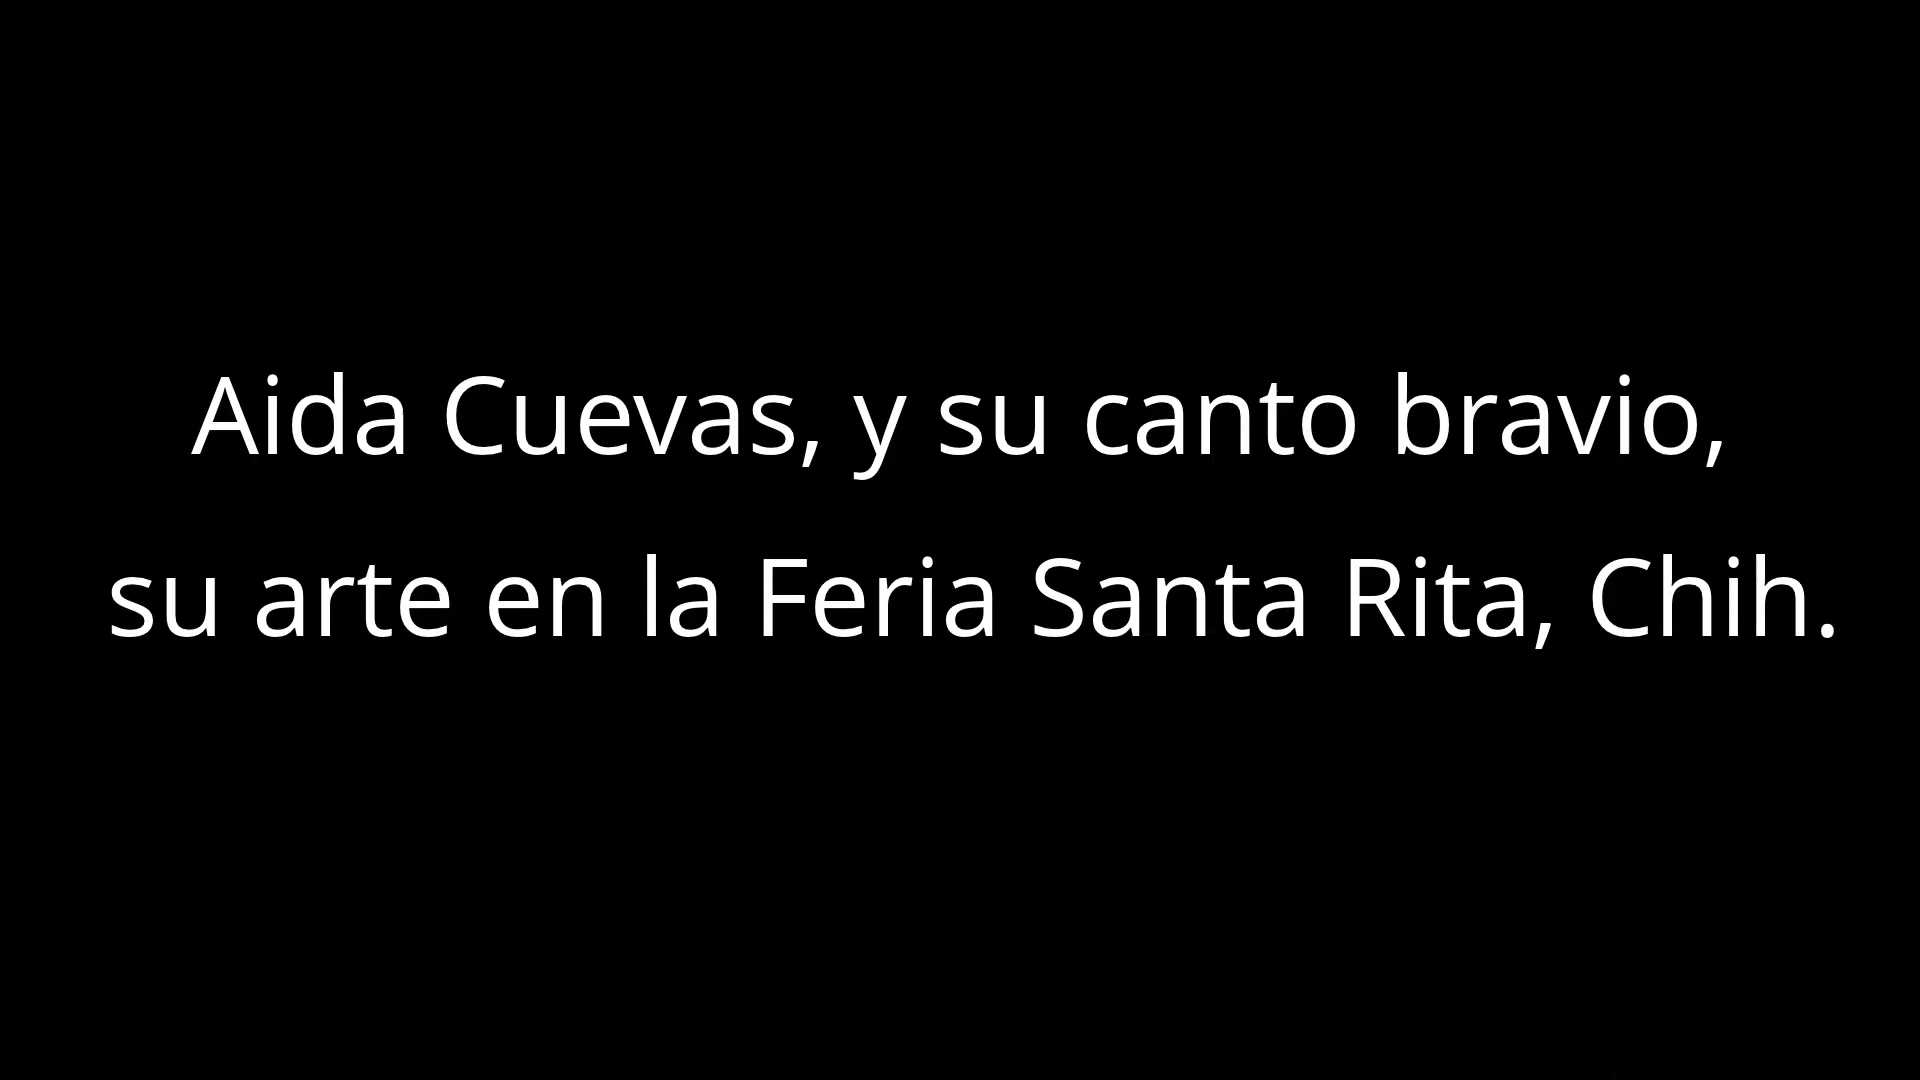 Aida Cuevas, y su canto bravio,
su arte en la Feria Santa Rita, Chih.